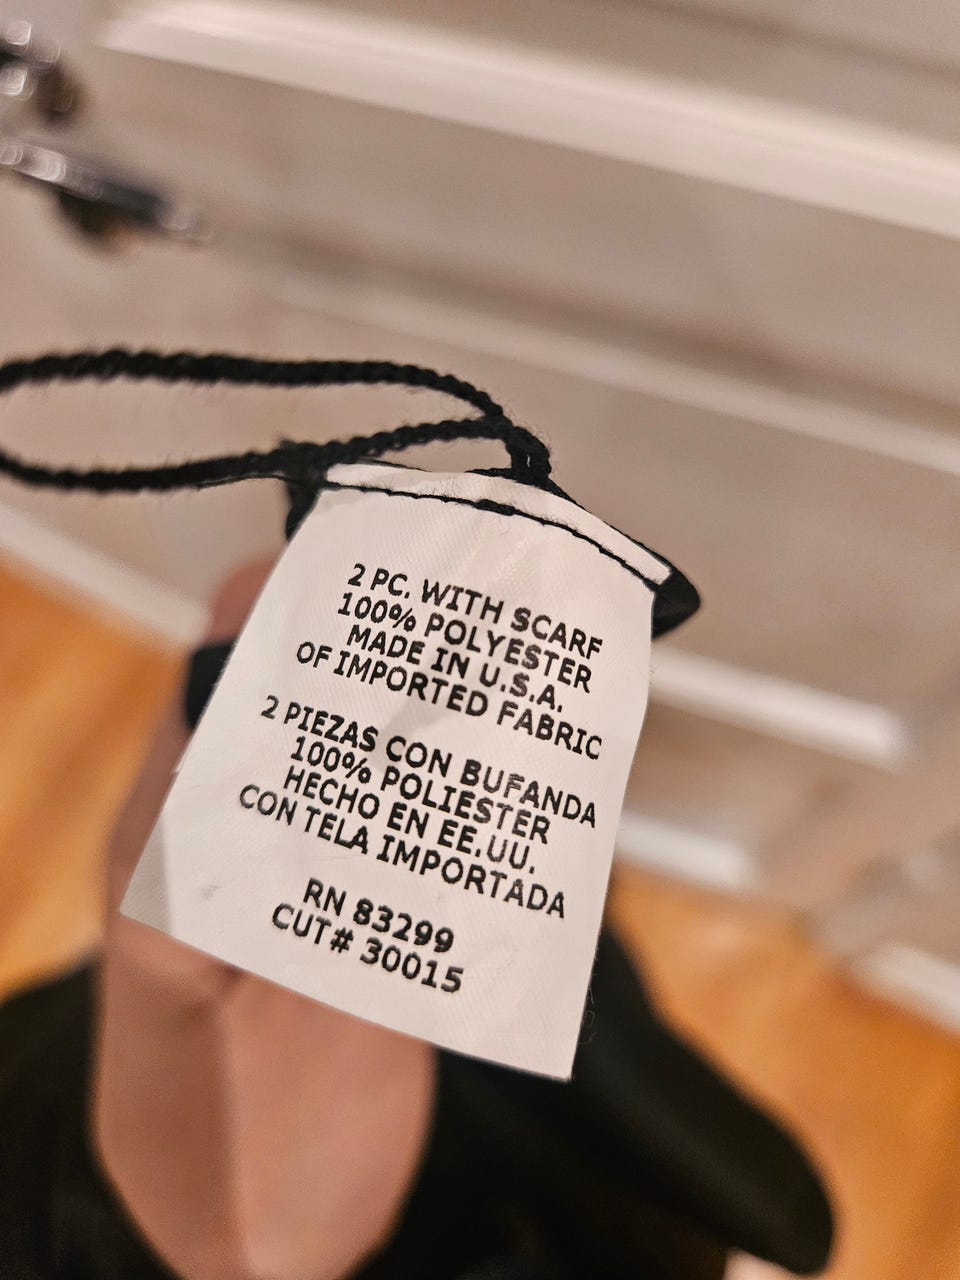 2 PC. WITH SCARF
100% POLYESTER
MADE IN U.S.A.
OF IMPORTED FABRIC
2 PIEZAS CON BUFANDA
100% POLIESTER
HECHO EN EE.UU.
CON TELA IMPORTADA
RN 83299
CUT# 30015